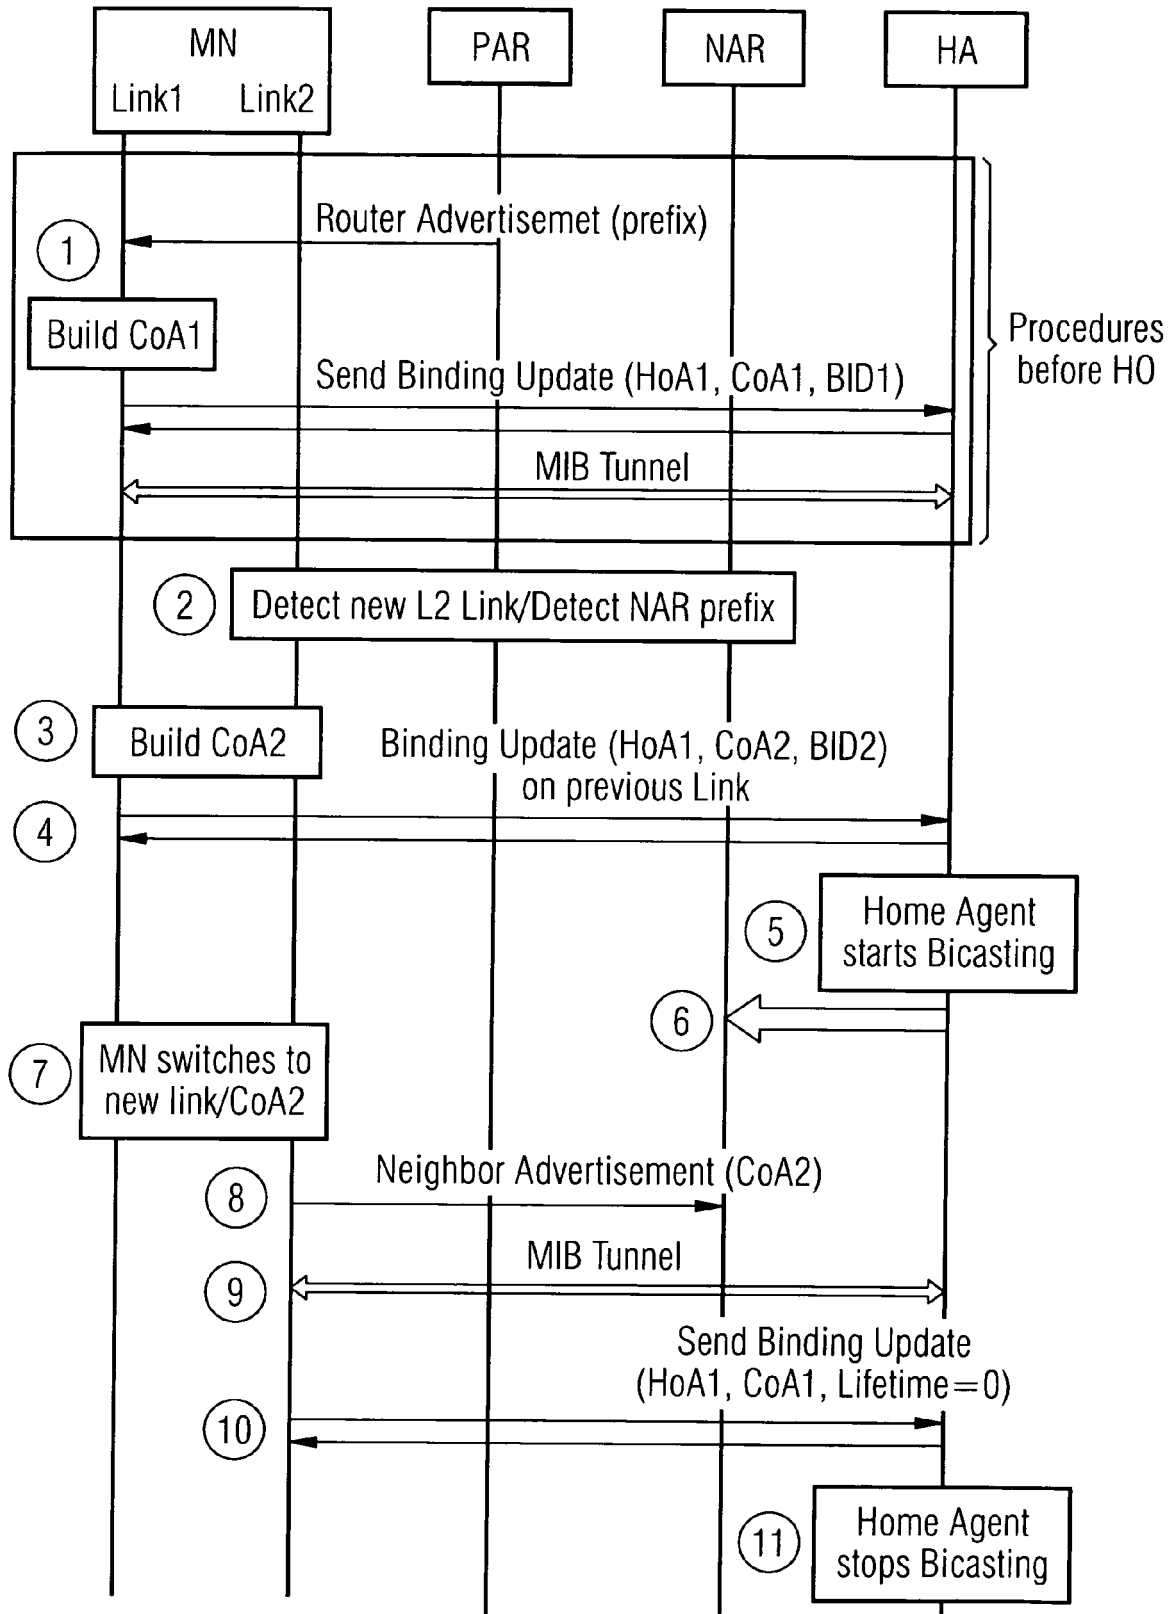 MN
Link1 Link2
PAR
NAR
HA
Router Advertisemet (prefix)
1
Build CoA1
Send Binding Update (HoA1, CoA1, BID1)
MIB Tunnel
Procedures
before HO
2
Detect new L2 Link/Detect NAR prefix
3
Build CoA2
Binding Update (HoA1, CoA2, BID2)
on previous Link
4
5
Home Agent
starts Bicasting
6
7
MN switches to
new link/CoA2
Neighbor Advertisement (CoA2)
8
MIB Tunnel
9
Send Binding Update
(HoA1, CoA1, Lifetime=0)
10
11
Home Agent
stops Bicasting